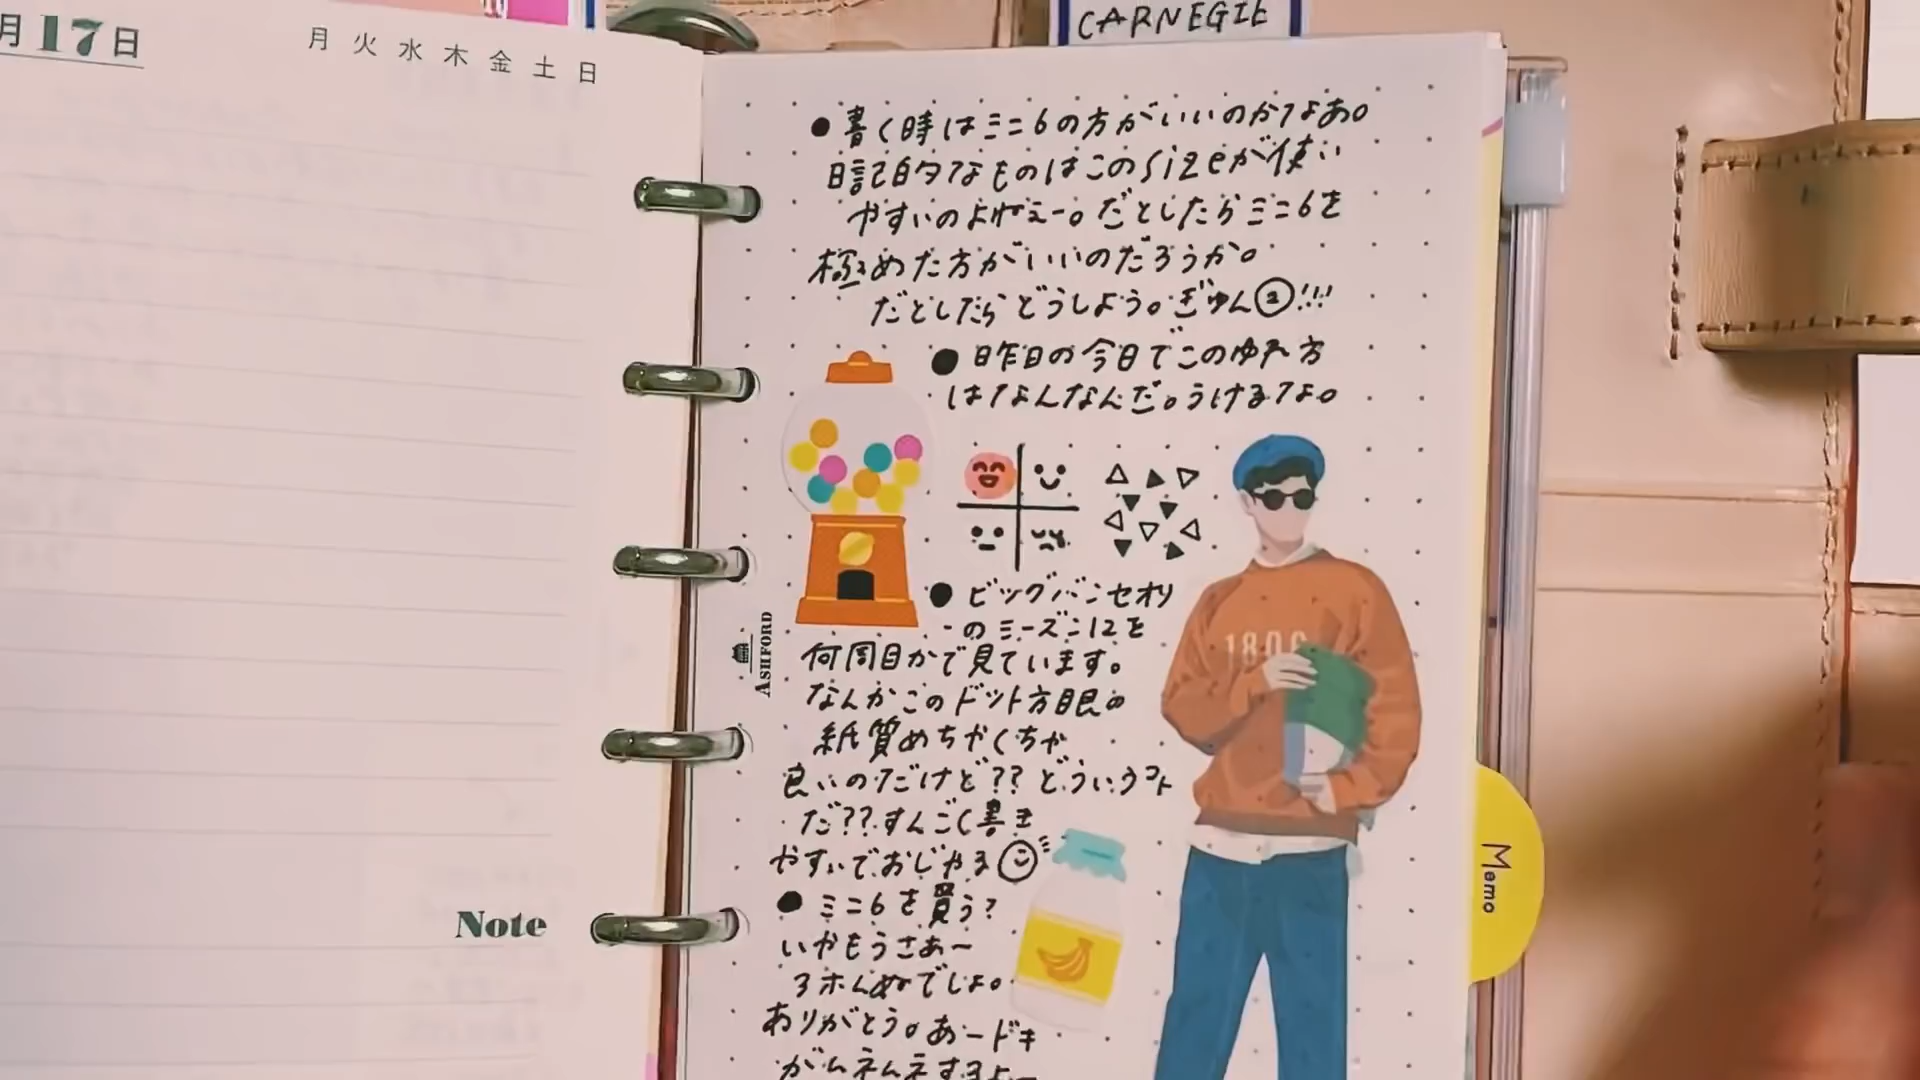 月17日
月 火 水 木 金 土 日
Note
CARNEGIE
●書く時はミニ6の方がいいのかなあ。
日記的なものはこのsizeが使い
やすいのよねぇー。だとしたらミニ6を
極めた方がいいのだろうか。
だとしたらどうしよう。ぎゅん②!!!
●昨日の今日でこのゆれ方
はなんなんだ。うけるなよ。
1806
●ビッグバンセオリ
ーのシーズン12を
何周目かで見ています。
なんかこのドット方眼の
紙質めちゃくちゃ
良いのだけど??どういうコト
だ??すんごく書き
やすいでおじゃる
●ミニ6を買う?
いやもうさあ〜
でしょ。
ありがとう。あードキ
ASHFORD
Memo